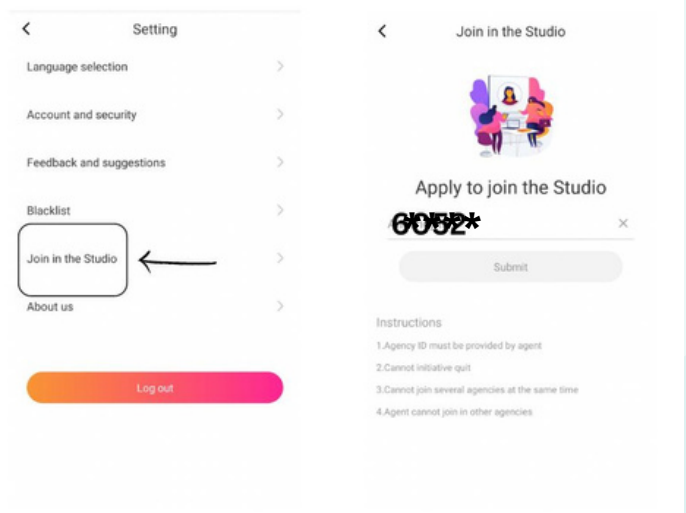 Setting
Language selection
Account and security
Feedback and suggestions
Blacklist
Join in the Studio
About us
Log out
Join in the Studio
Apply to join the Studio
Submit
Instructions
1.Agency ID must be provided by agent
2.Cannot initiative quit
3.Cannot join several agencies at the same time
4.Agent cannot join in other agencies